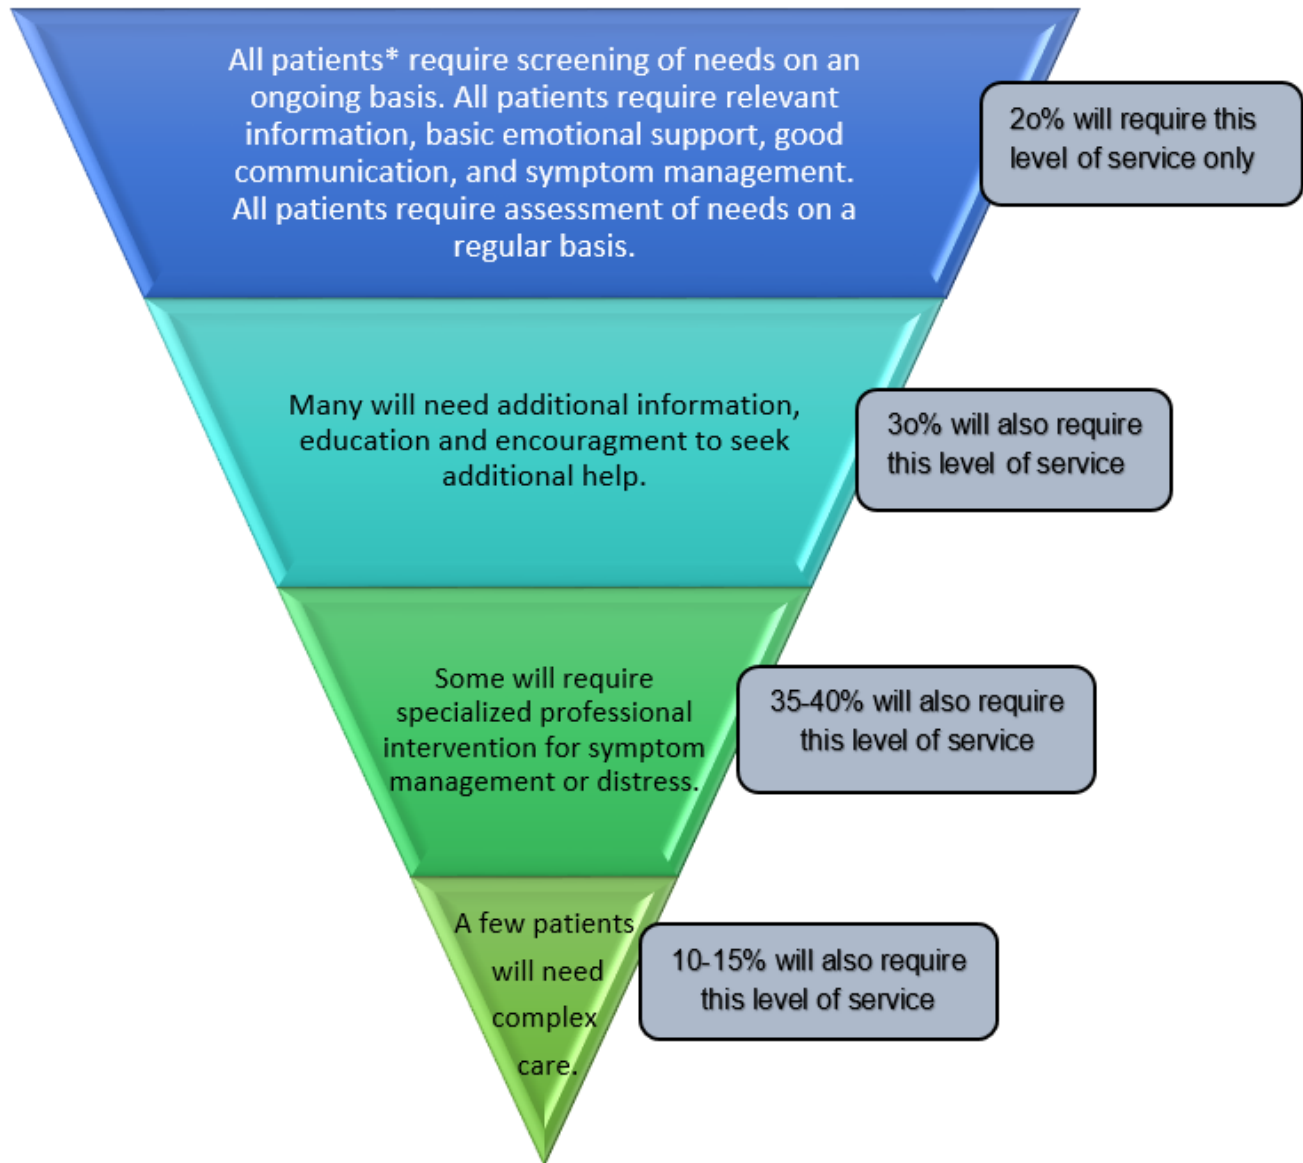 All patients* require screening of needs on an
ongoing basis. All patients require relevant
information, basic emotional support, good
communication, and symptom management.
All patients require assessment of needs on a
regular basis.
2o% will require this
level of service only
Many will need additional information,
education and encouragment to seek
additional help.
3o% will also require
this level of service
Some will require
specialized professional
intervention for symptom
management or distress.
35-40% will also require
this level of service
A few patients
will need
complex
care.
10-15% will also require
this level of service